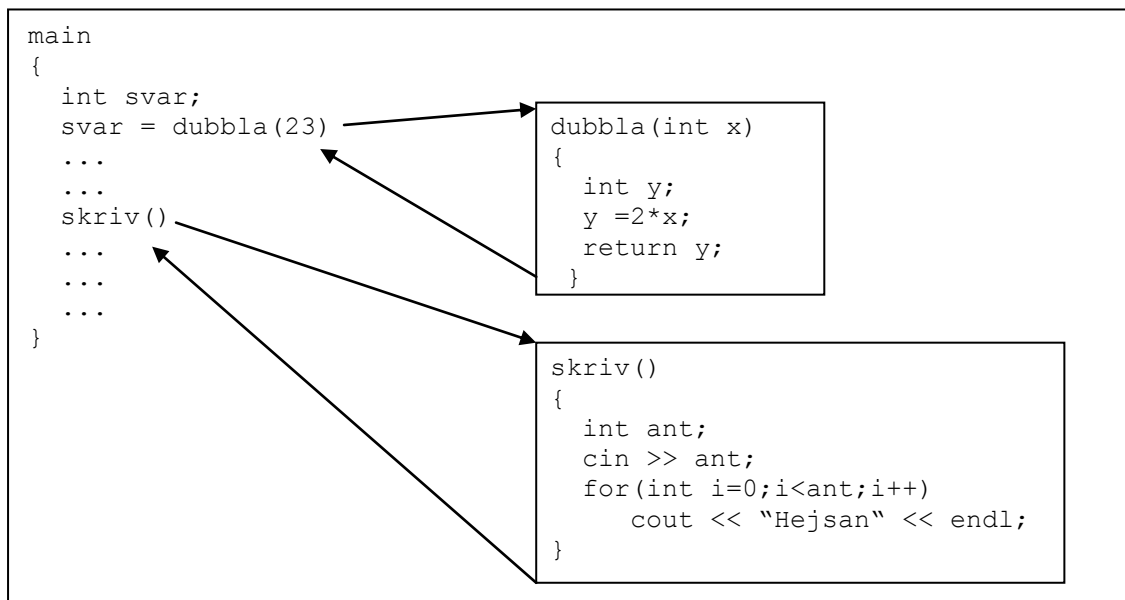 main
{
int svar;
svar = dubbla(23)
...
...
skriv()
...
...
...
}
dubbla(int x)
{
int y;
y =2*x;
return y;
}
skriv()
{
int ant;
cin >> ant;
for(int i=0;i<ant;i++)
cout << “Hejsan“ << endl;
}